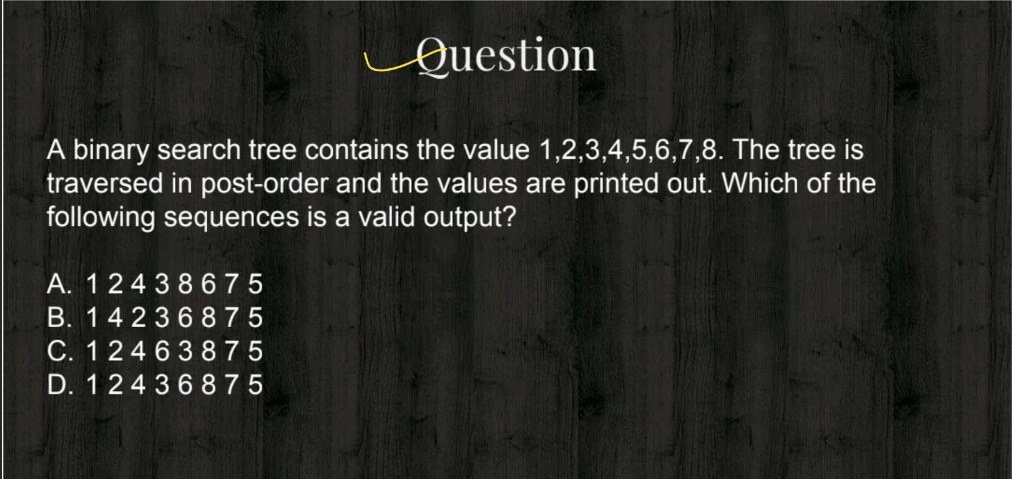 Question
A binary search tree contains the value 1,2,3,4,5,6,7,8. The tree is
traversed in post-order and the values are printed out. Which of the
following sequences is a valid output?
A. 1 2 4 3 8 6 7 5
B. 1 4 2 3 6 8 7 5
C. 1 2 4 6 3 8 7 5
D. 1 2 4 3 6 8 7 5